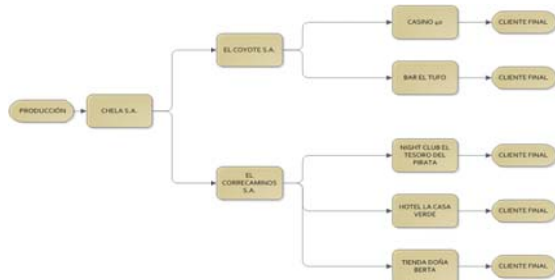 CASINO 40
CLIENTE FINAL
EL COYOTE S.A.
BAR EL TUFO
CLIENTE FINAL
PRODUCCIÓN
CHELA S.A.
NIGHT CLUB EL
TESORO DEL
PIRATA
CLIENTE FINAL
EL
CORRECAMINOS
S.A.
HOTEL LA CASA
VERDE
CLIENTE FINAL
TIENDA DOÑA
BERTA
CLIENTE FINAL